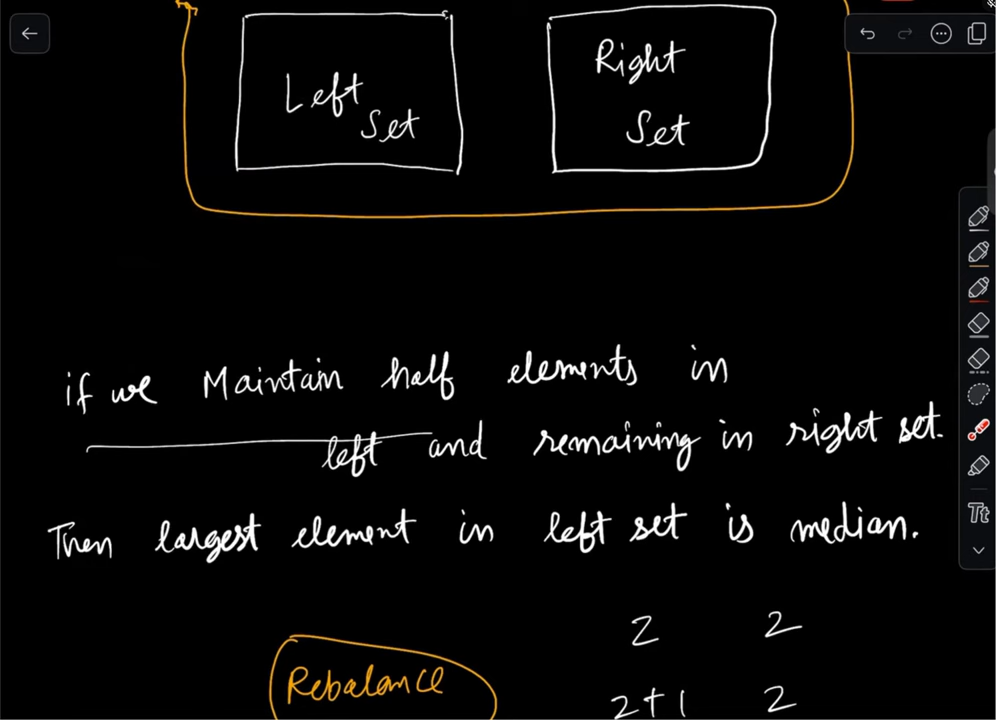 Left Set
Right Set
if we Maintain half elements in
left and remaining in right set.
Then largest element in left set is median.
2 2
Rebalance
2+1 2
Tt